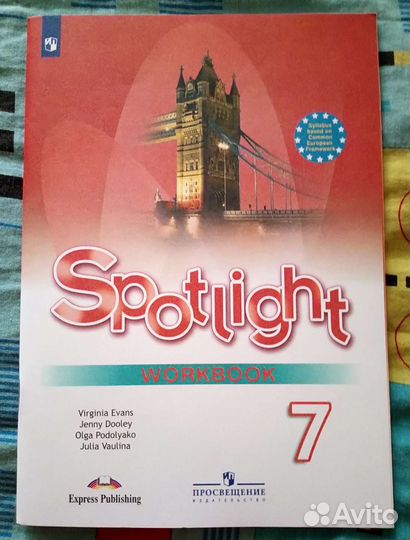 Syllabus
based on
Common
European
Framework
Spotlight
WORKBOOK
Virginia Evans
Jenny Dooley
Olga Podolyako
Julia Vaulina
7
Express Publishing
ПРОСВЕЩЕНИЕ
ИЗДАТЕЛЬСТВО
Avito